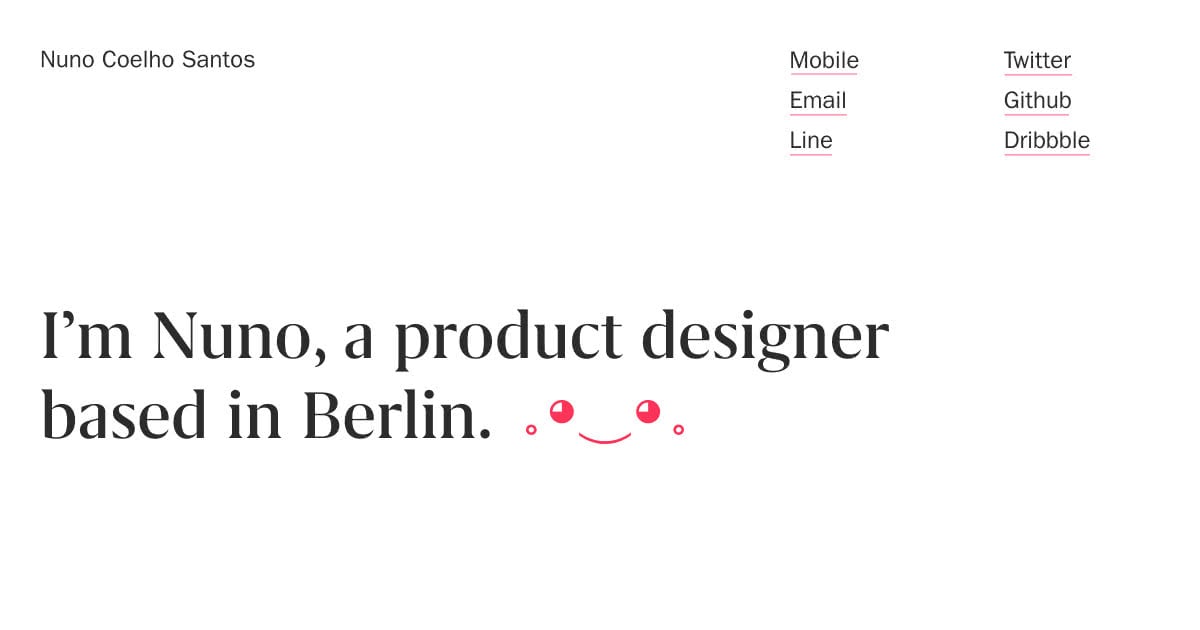 Nuno Coelho Santos
Mobile
Email
Line
Twitter
Github
Dribbble
I’m Nuno, a product designer
based in Berlin.